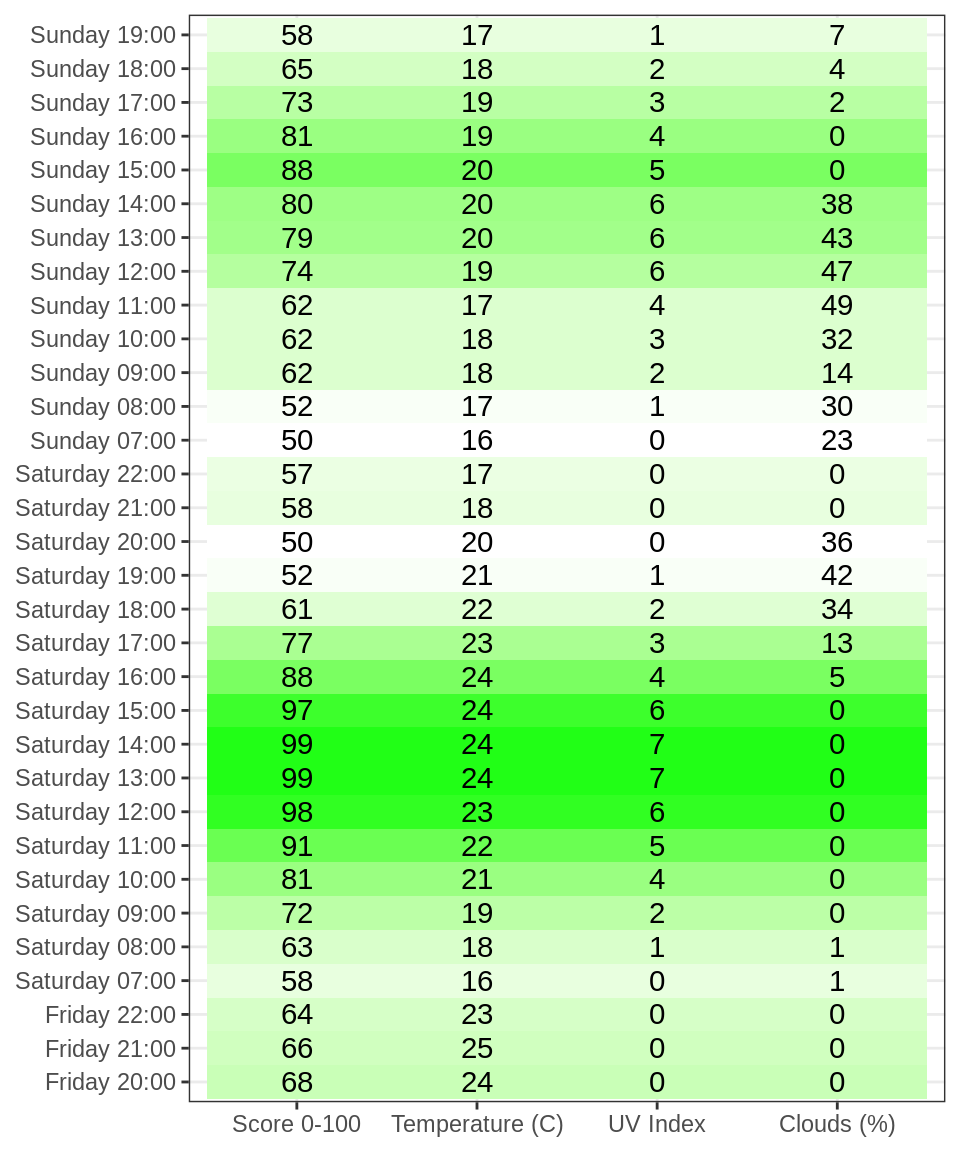 Sunday 19:00 58 17 1 7
Sunday 18:00 65 18 2 4
Sunday 17:00 73 19 3 2
Sunday 16:00 81 19 4 0
Sunday 15:00 88 20 5 0
Sunday 14:00 80 20 6 38
Sunday 13:00 79 20 6 43
Sunday 12:00 74 19 6 47
Sunday 11:00 62 17 4 49
Sunday 10:00 62 18 3 32
Sunday 09:00 62 18 2 14
Sunday 08:00 52 17 1 30
Sunday 07:00 50 16 0 23
Saturday 22:00 57 17 0 0
Saturday 21:00 58 18 0 0
Saturday 20:00 50 20 0 36
Saturday 19:00 52 21 1 42
Saturday 18:00 61 22 2 34
Saturday 17:00 77 23 3 13
Saturday 16:00 88 24 4 5
Saturday 15:00 97 24 6 0
Saturday 14:00 99 24 7 0
Saturday 13:00 99 24 7 0
Saturday 12:00 98 23 6 0
Saturday 11:00 91 22 5 0
Saturday 10:00 81 21 4 0
Saturday 09:00 72 19 2 0
Saturday 08:00 63 18 1 1
Saturday 07:00 58 16 0 1
Friday 22:00 64 23 0 0
Friday 21:00 66 25 0 0
Friday 20:00 68 24 0 0
Score 0-100 Temperature (C) UV Index Clouds (%)